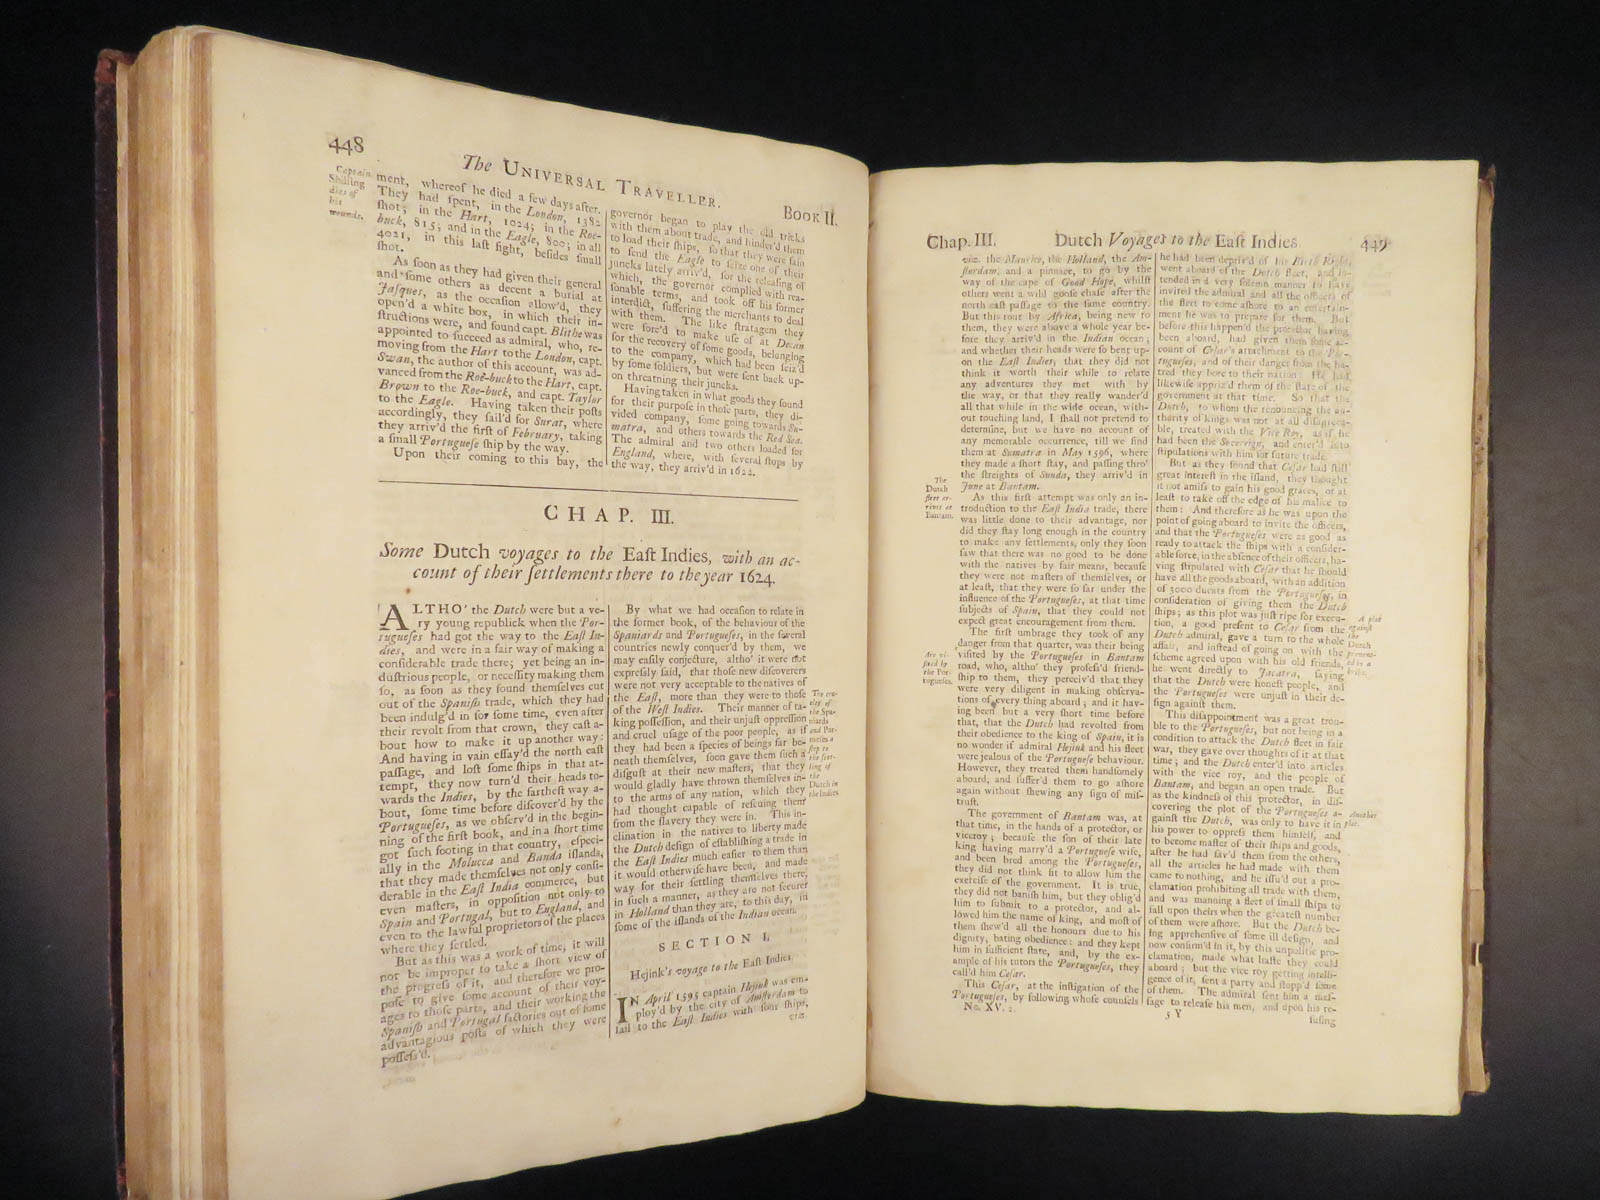 448
The UNIVERSAL TRAVELLER.
BOOK II.
Captain
Shilling
dies of
his
wounds.
ment, whereof he died a few days after.
They had spent, in the London, 1382
shot; in the Hart, 1024; in the Roe-
buck, 815; and in the Eagle, 800; in all
4021, in this last fight, besides small
shot.
As soon as they had given their general
and some others as decent a burial at
Jasques, as the occasion allow'd, they
open'd a white box, in which their in-
structions were, and found capt. Blithe was
appointed to succeed as admiral, who, re-
moving from the Hart to the London, capt.
Swan, the author of this account, was ad-
vanced from the Roe-buck to the Hart, capt.
Brown to the Roe-buck, and capt. Taylor
to the Eagle. Having taken their posts
accordingly, they sail'd for Surat, where
they arriv'd the first of February, taking
a small Portuguese ship by the way.
Upon their coming to this bay, the
governor began to play the old tricks
with them about trade, and hinder'd them
to load their ships, so that they were fain
to send the Eagle to seize one of their
juncks lately arriv'd, for the releasing of
which, the governor complied with rea-
sonable terms, and took off his former
interdict, suffering the merchants to deal
with them. The like stratagem they
were forc'd to make use of at Decan
for the recovery of some goods, belonging
to the company, which had been seiz'd
by some soldiers, but were sent back up-
on threatning their juncks.
Having taken in what goods they found
for their purpose in those parts, they di-
vided company, some going towards Su-
matra, and others towards the Red Sea.
The admiral and two others loaded for
England, where, with several stops by
the way, they arriv'd in 1622.
CHAP. III.
Some Dutch voyages to the East Indies, with an ac-
count of their settlements there to the year 1624.
ALTHO' the Dutch were but a ve-
ry young republick when the Por-
tugueses had got the way to the East In-
dies, and were in a fair way of making a
considerable trade there; yet being an in-
dustrious people, or necessity making them
so, as soon as they found themselves cut
out of the Spanish trade, which they had
been indulg'd in for some time, even after
their revolt from that crown, they cast a-
bout how to make it up another way:
And having in vain essay'd the north east
passage, and lost some ships in that at-
tempt, they now turn'd their heads to-
wards the Indies, by the farthest way a-
bout, some time before discover'd by the
Portugueses, as we observ'd in the begin-
ning of the first book, and in a short time
got such footing in that country, especi-
ally in the Molucca and Banda islands,
that they made themselves not only consi-
derable in the East India commerce, but
even masters, in opposition not only to
Spain and Portugal, but to England, and
even to the lawful proprietors of the places
where they settled.
But as this was a work of time, it will
not be improper to take a short view of
the progress of it, and therefore we pro-
pose to give some account of their voy-
ages to those parts, and their working the
Spanish and Portugal factories out of some
advantagious posts of which they were
possess'd.
By what we had occasion to relate in
the former book, of the behaviour of the
Spaniards and Portugueses, in the several
countries newly conquer'd by them, we
may easily conjecture, altho' it were not
expressly said, that those new discoverers
were not very acceptable to the natives of
the East, more than they were to those
of the West Indies. Their manner of ta-
king possession, and their unjust oppression
and cruel usage of the poor people, as if
they had been a species of beings far be-
neath themselves, soon gave them such a
disgust at their new masters, that they
would gladly have thrown themselves in-
to the arms of any nation, which they
had thought capable of rescuing them
from the slavery they were in. This in-
clination in the natives to liberty made
the Dutch design of establishing a trade in
the East Indies much easier to them than
it would otherwise have been, and made
way for their settling themselves there,
in such a manner, as they are not securer
in Holland than they are, to this day, in
some of the islands of the Indian ocean.
The cru-
elty of
the Spa-
niards
and Por-
the
Dutch in
the Indies.
SECTION I.
Hejink's voyage to the East Indies.
IN April 1595 captain Hejink was em-
ploy'd by the city of Amsterdam to
sail to the East Indies with four ships,
viz.
Chap. III.
Dutch Voyages to the East Indies.
449
viz. the Maurice, the Holland, the Am-
sterdam, and a pinnace, to go by the
way of the cape of Good Hope, whilst
others went a wild goose chase after the
north east passage to the same country.
But this rout by Africa, being new to
them, they were above a whole year be-
fore they arriv'd in the Indian ocean;
and whether their heads were so bent up-
on the East Indies, that they did not
think it worth their while to relate
any adventures they met with by
the way, or that they really wander'd
all that while in the wide ocean, with-
out touching land, I shall not pretend to
determine, but we have no account of
any memorable occurrence, till we find
them at Sumatra in May 1596, where
they made a short stay, and passing thro'
the streights of Sunda, they arriv'd in
June at Bantam.
The
Dutch
fleet ar-
rives at
Bantam.
As this first attempt was only an in-
troduction to the East India trade, there
was little done to their advantage, nor
did they stay long enough in the country
to make any settlements, only they soon
saw that there was no good to be done
with the natives by fair means, because
they were not masters of themselves, or
at least, that they were so far under the
influence of the Portugueses, at that time
subjects of Spain, that they could not
expect great encouragement from them.
The first umbrage they took of any
danger from that quarter, was their being
visited by the Portugueses in Bantam
road, who, altho' they profess'd friend-
ship to them, they perceiv'd that they
were very diligent in making observa-
tions of every thing aboard; and it hav-
ing been but a very short time before
that, that the Dutch had revolted from
their obedience to the king of Spain, it is
no wonder if admiral Hejink and his fleet
were jealous of the Portuguese behaviour.
However, they treated them handsomely
aboard, and suffer'd them to go ashore
again without shewing any sign of mis-
trust.
Are vi-
sited by
the Por-
tugueses.
The government of Bantam was, at
that time, in the hands of a protector, or
viceroy; because the son of their late
king having marry'd a Portuguese wife,
and been bred among the Portugueses,
they did not think fit to allow him the
exercise of the government. It is true,
they did not banish him, but they oblig'd
him to submit to a protector, and al-
lowed him the name of king, and most of
them shew'd all the honours due to his
dignity, bating obedience: and they kept
him in sufficient state, and, by the ex-
ample of his tutors the Portugueses, they
call'd him Cesar.
This Cesar, at the instigation of the
Portugueses, by following whose counsels
No. XV. 2.
he had been depriv'd of his Birth Right,
went aboard of the Dutch fleet, and in-
tended in a very solemn manner to have
invited the admiral and all the officers of
the fleet to come ashore to an entertain-
ment he was to prepare for them. But
before this happen'd the protector having
been aboard, had given them some a-
count of Cesar's attachment to the Por-
tugueses, and of their danger from the ha-
tred they bore to their nation: He had
likewise appriz'd them of the state of the
government at that time. So that the
Dutch, to whom the renouncing the au-
thority of kings was not at all disagreea-
ble, treated with the Vice Roy, as if he
had been the Sovereign, and enter'd into
stipulations with him for future trade.
But as they found that Cesar had still
great interest in the island, they thought
it not amiss to gain his good graces, or at
least to take off the edge of his malice to
them: And therefore as he was upon the
point of going aboard to invite the officers,
and that the Portugueses were as good as
ready to attack the ships with a consider-
able force, in the absence of their officers, ha-
ving stipulated with Cesar that he should
have all the goods aboard, with an addition
of 3000 ducats from the Portugueses, in
consideration of giving them the Dutch
ships; as this plot was just ripe for execu-
tion, a good present to Cesar from the
Dutch admiral, gave a turn to the whole
affair, and instead of going on with the
scheme agreed upon with his old friends,
he went directly to Jacatra, saying
that the Dutch were honest people, and
the Portugueses were unjust in their de-
sign against them.
A plot
against
the
Dutch
prevent-
ed by a
bribe.
This disappointment was a great trou-
ble to the Portugueses, but not being in a
condition to attack the Dutch fleet in fair
war, they gave over thoughts of it at that
time; and the Dutch enter'd into articles
with the vice roy, and the people of
Bantam, and began an open trade. But
as the kindness of this protector, in dis-
covering the plot of the Portugueses a-
gainst the Dutch, was only to have it in
his power to oppress them himself, and
to become master of their ships and goods,
after he had sav'd them from the others,
all the articles he had made with them
came to nothing, and he issu'd out a pro-
clamation prohibiting all trade with them,
and was manning a fleet of small ships to
fall upon theirs when the greatest number
of them were ashore. But the Dutch be-
ing apprehensive of some ill design, and
now confirm'd in it, by this unpolitic pro-
clamation, made what haste they could
aboard; but the vice roy getting intelli-
gence of it, sent a party and stopp'd some
of them. The admiral sent him a mes-
sage to release his men, and upon his re-
Another
plot.
5 Y
fusing